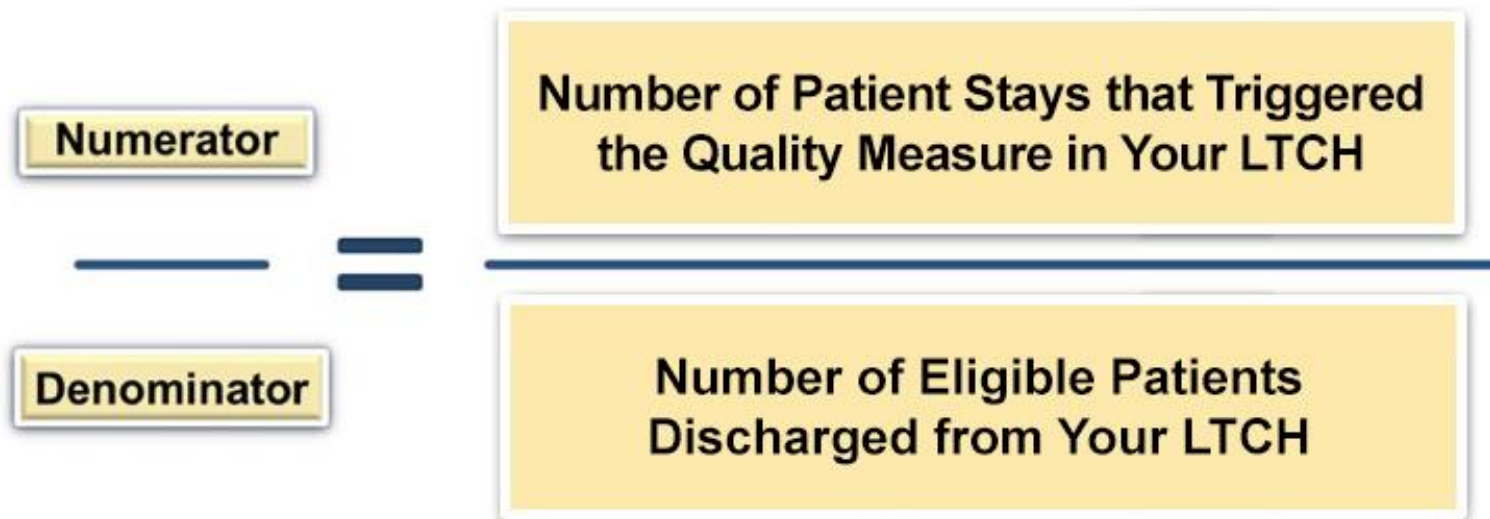 Numerator
Number of Patient Stays that Triggered
the Quality Measure in Your LTCH
=
Denominator
Number of Eligible Patients
Discharged from Your LTCH